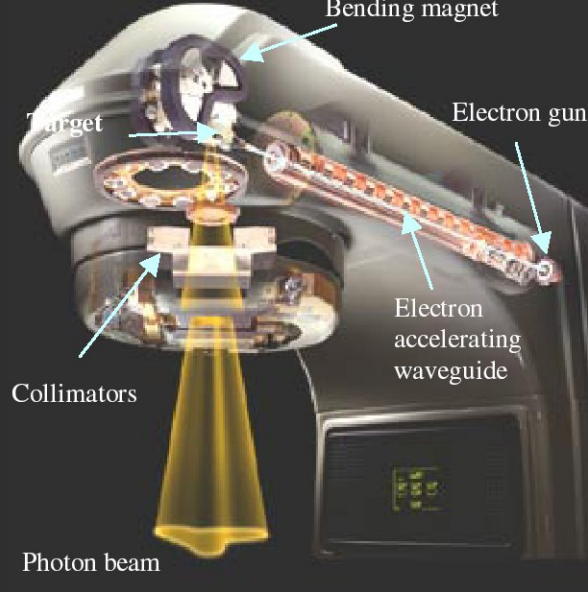 Bending magnet
Target
Electron gun
Electron
accelerating
waveguide
Collimators
Photon beam